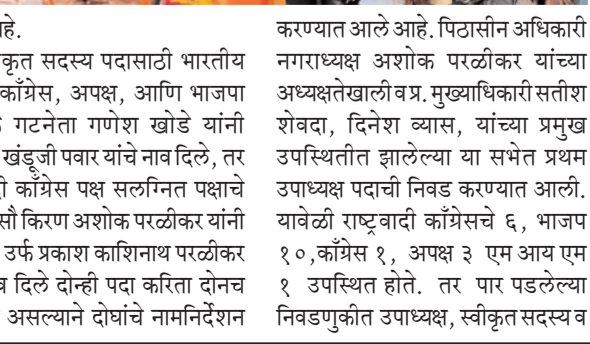 आहे.
कृत सदस्य पदासाठी भारतीय
काँग्रेस, अपक्ष, आणि भाजपा
गटनेता गणेश खोडे यांनी
खंडूजी पवार यांचे नाव दिले, तर
काँग्रेस पक्ष सलग्नित पक्षाचे
सौ किरण अशोक परळीकर यांनी
उर्फ प्रकाश काशिनाथ परळीकर
दिले दोन्ही पदा करिता दोनच
असल्याने दोघांचे नामनिर्देशन
करण्यात आले आहे. पिठासीन अधिकारी
नगराध्यक्ष अशोक परळीकर यांच्या
अध्यक्षतेखाली व प्र. मुख्याधिकारी सतीश
शेवदा, दिनेश व्यास, यांच्या प्रमुख
उपस्थितीत झालेल्या या सभेत प्रथम
उपाध्यक्ष पदाची निवड करण्यात आली.
यावेळी राष्ट्रवादी काँग्रेसचे ६, भाजप
१०,काँग्रेस १, अपक्ष ३ एम आय एम
१ उपस्थित होते. तर पार पडलेल्या
निवडणुकीत उपाध्यक्ष, स्वीकृत सदस्य व